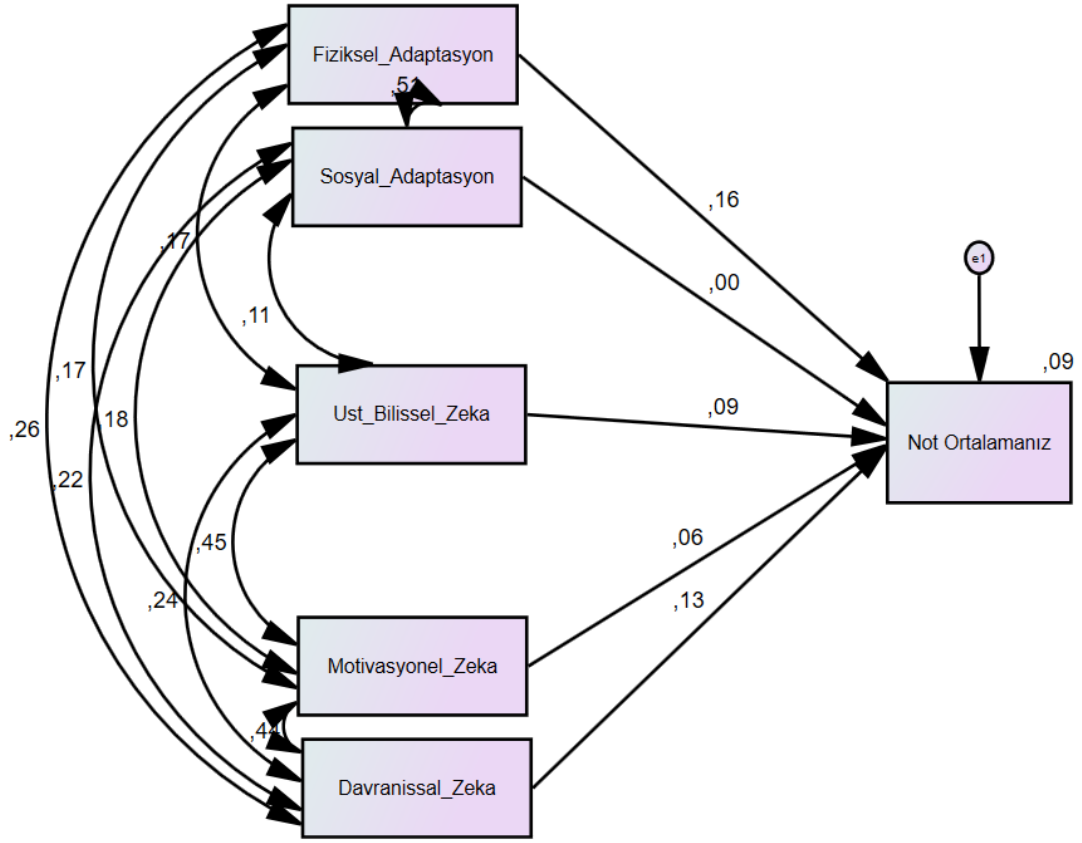 Fiziksel_Adaptasyon
,51
Sosyal_Adaptasyon
,16
,17
,00
e1
,11
,09
,17
,18
,26
Ust_Bilissel_Zeka
,09
Not Ortalamanız
,22
,45
,06
,24
,13
Motivasyonel_Zeka
,44
Davranissal_Zeka